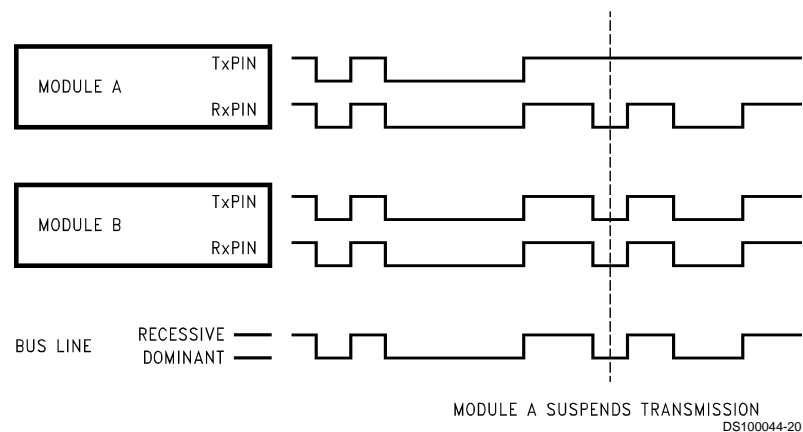 TxPIN
MODULE A
RxPIN
TxPIN
MODULE B
RxPIN
BUS LINE
RECESSIVE
DOMINANT
MODULE A SUSPENDS TRANSMISSION
DS100044-20